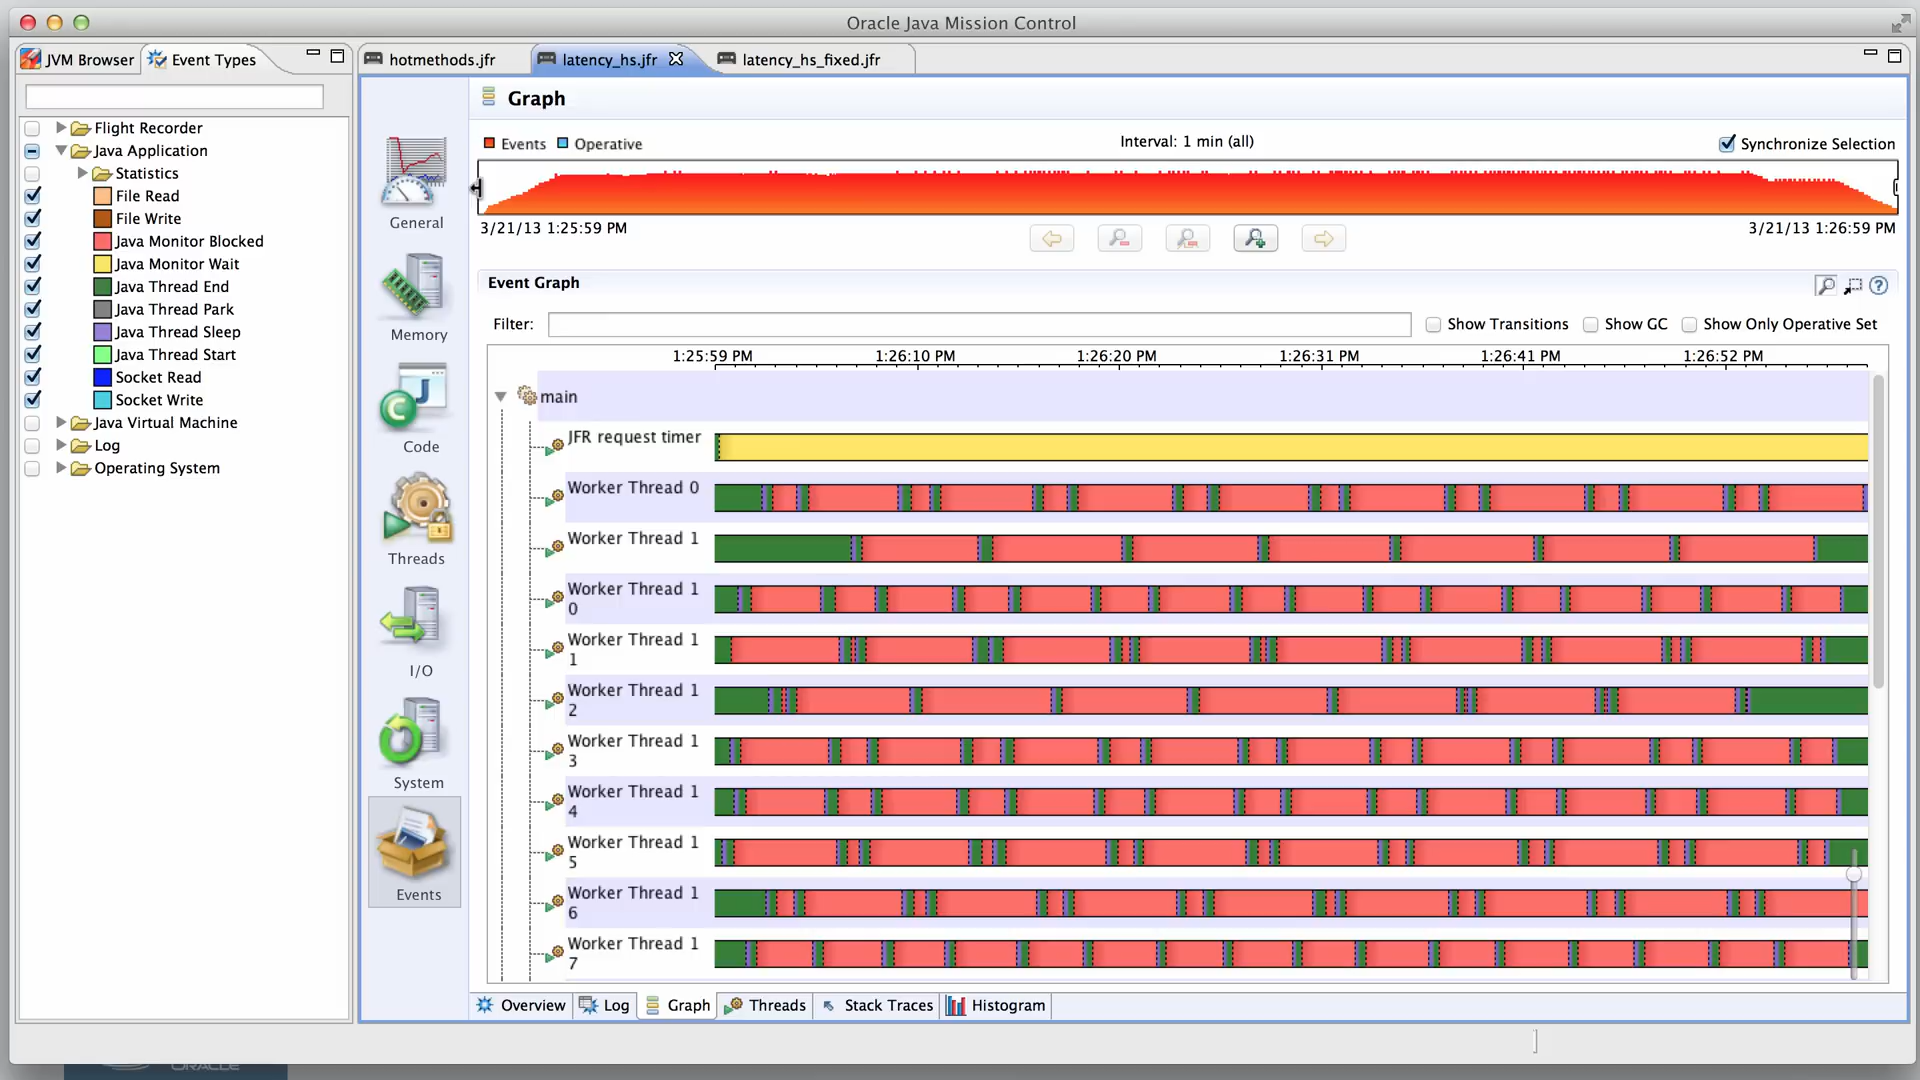 Oracle Java Mission Control
JVM Browser
Event Types
hotmethods.jfr
latency_hs.jfr
latency_hs_fixed.jfr
Flight Recorder
Java Application
Statistics
File Read
File Write
Java Monitor Blocked
Java Monitor Wait
Java Thread End
Java Thread Park
Java Thread Sleep
Java Thread Start
Socket Read
Socket Write
Java Virtual Machine
Log
Operating System
General
Memory
Code
Threads
I/O
System
Events
Graph
Events
Operative
Interval: 1 min (all)
Synchronize Selection
3/21/13 1:25:59 PM
3/21/13 1:26:59 PM
Event Graph
Filter:
Show Transitions
Show GC
Show Only Operative Set
1:25:59 PM
1:26:10 PM
1:26:20 PM
1:26:31 PM
1:26:41 PM
1:26:52 PM
main
JFR request timer
Worker Thread 0
Worker Thread 1
Worker Thread 1
0
Worker Thread 1
1
Worker Thread 1
2
Worker Thread 1
3
Worker Thread 1
4
Worker Thread 1
5
Worker Thread 1
6
Worker Thread 1
7
Overview
Log
Graph
Threads
Stack Traces
Histogram
ORACLE